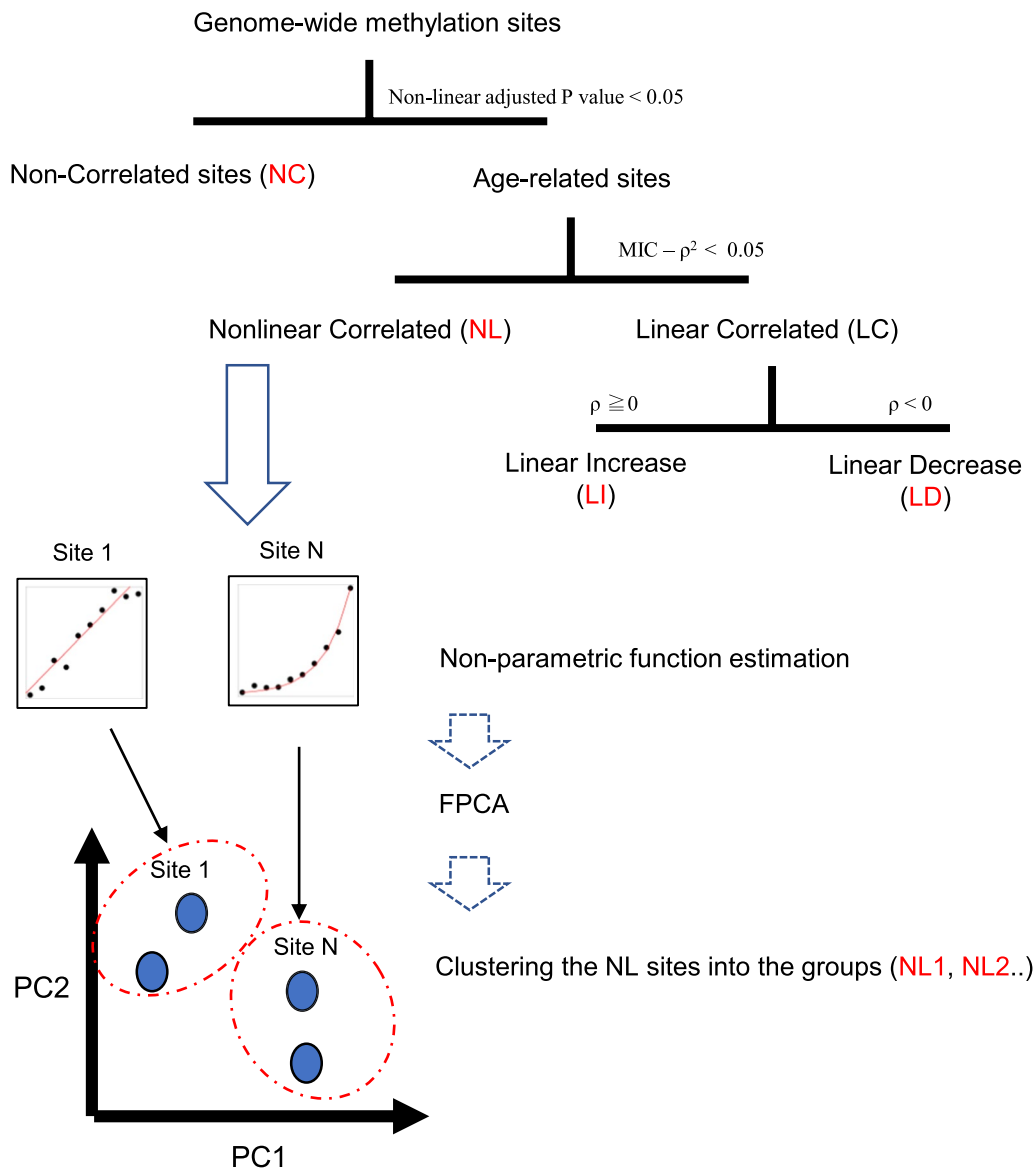 Genome-wide methylation sites
Non-linear adjusted P value < 0.05
Non-Correlated sites (NC)
Age-related sites
MIC – ρ² < 0.05
Nonlinear Correlated (NL)
Linear Correlated (LC)
ρ ≧0
ρ < 0
Linear Increase
(LI)
Linear Decrease
(LD)
Site 1
Site N
Non-parametric function estimation
FPCA
Site 1
Site N
Clustering the NL sites into the groups (NL1, NL2..)
PC2
PC1